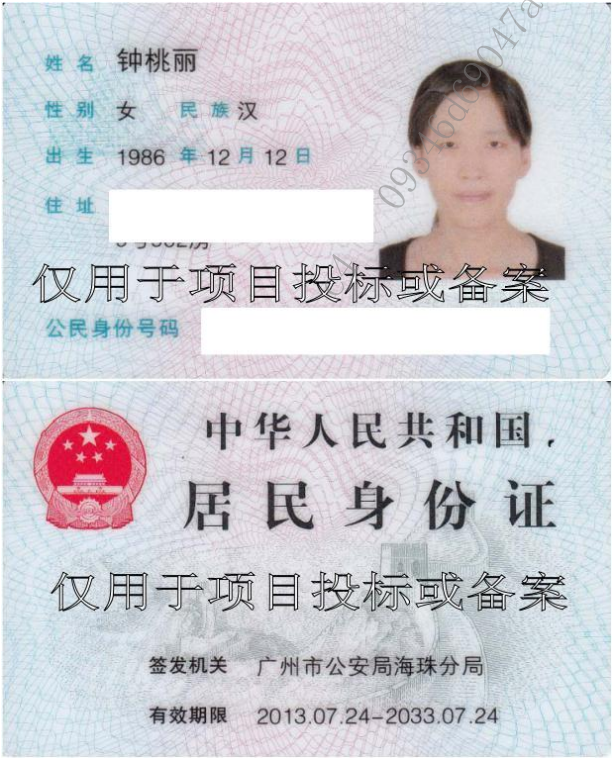 姓名 钟桃丽
性别 女 民族 汉
出生 1986 年 12 月 12 日
住址
仅用于项目投标或备案
公民身份号码
中华人民共和国
居民身份证
仅用于项目投标或备案
签发机关 广州市公安局海珠分局
有效期限 2013.07.24-2033.07.24